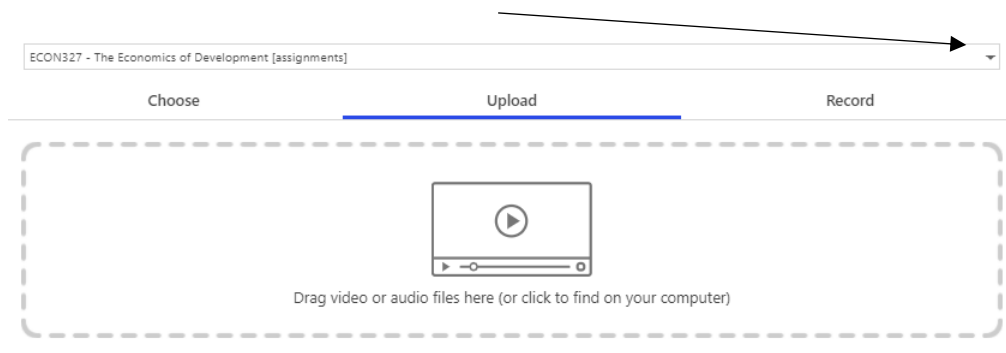 ECON327 - The Economics of Development [assignments]
Choose Upload Record
Drag video or audio files here (or click to find on your computer)